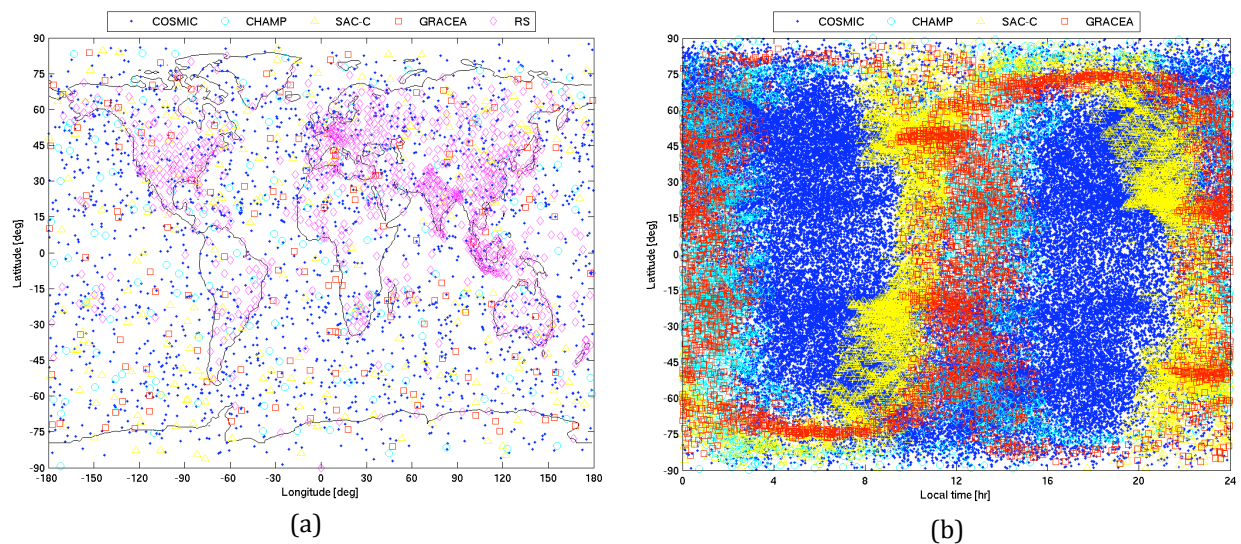 COSMIC CHAMP SAC-C GRACEA RS
90
75
60
45
30
15
0
-15
-30
-45
-60
-75
-90
Latitude [deg]
-180 -150 -120 -90 -60 -30 0 30 60 90 120 150 180
Longitude [deg]
(a)
COSMIC CHAMP SAC-C GRACEA
90
75
60
45
30
15
0
-15
-30
-45
-60
-75
-90
Latitude [deg]
0 4 8 12 16 20 24
Local time [hr]
(b)